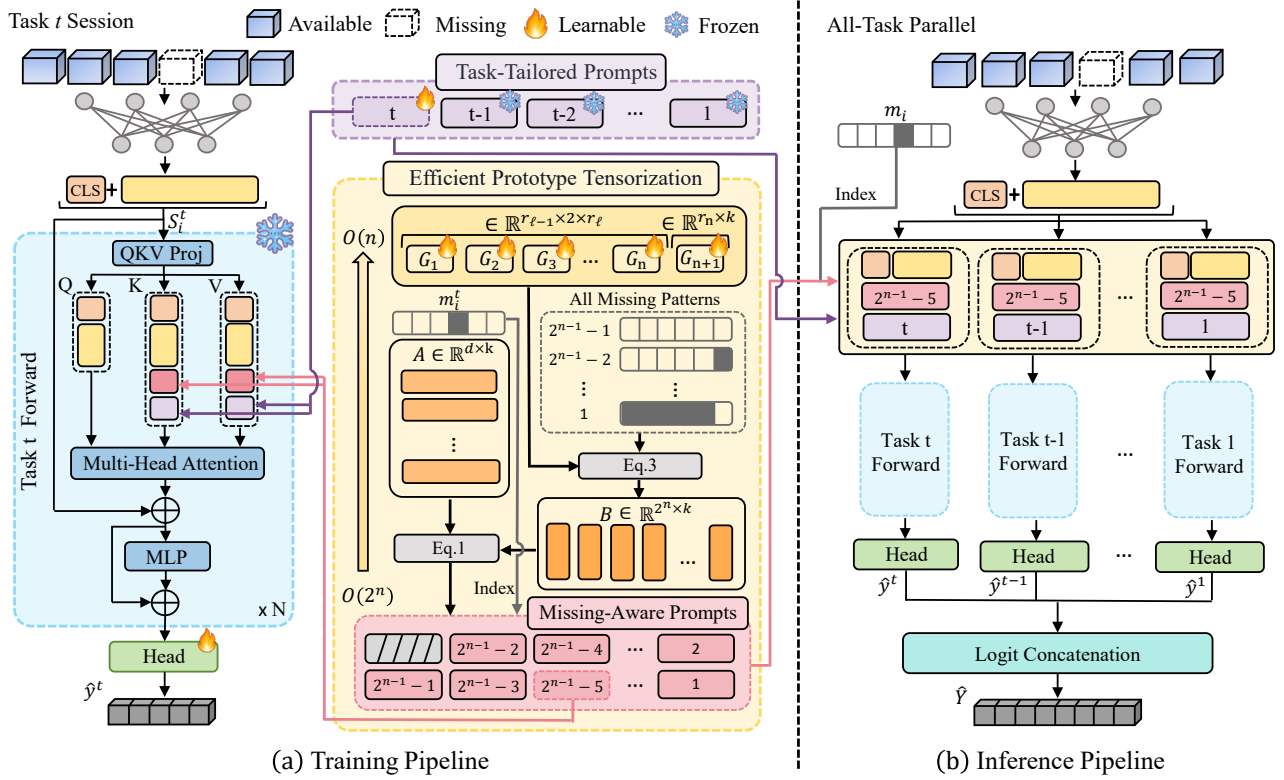 Task t Session
Available
Missing
Learnable
Frozen
Task-Tailored Prompts
t
t-1
t-2
...
1
CLS
+
S_i^t
QKV Proj
Q
K
V
Multi-Head Attention
MLP
x N
Task t Forward
Head
ŷ^t
Efficient Prototype Tensorization
O(n)
∈ ℝ^{r_{ℓ−1}×2×r_ℓ}
∈ ℝ^{r_n×k}
G_1
G_2
G_3
...
G_n
G_{n+1}
m_i^t
All Missing Patterns
2^{n−1} − 1
2^{n−1} − 2
⋮
⋮
1
A ∈ ℝ^{d×k}
⋮
Eq.3
B ∈ ℝ^{2^n×k}
...
Eq.1
Index
O(2^n)
Missing-Aware Prompts
2^{n−1} − 2
2^{n−1} − 4
...
2
2^{n−1} − 1
2^{n−1} − 3
2^{n−1} − 5
...
1
(a) Training Pipeline
All-Task Parallel
m_i
Index
CLS
+
2^{n−1} − 5
2^{n−1} − 5
...
2^{n−1} − 5
t
t-1
1
Task t
Forward
Task t-1
Forward
...
Task 1
Forward
Head
Head
...
Head
ŷ^t
ŷ^{t−1}
ŷ^1
Logit Concatenation
Ŷ
(b) Inference Pipeline